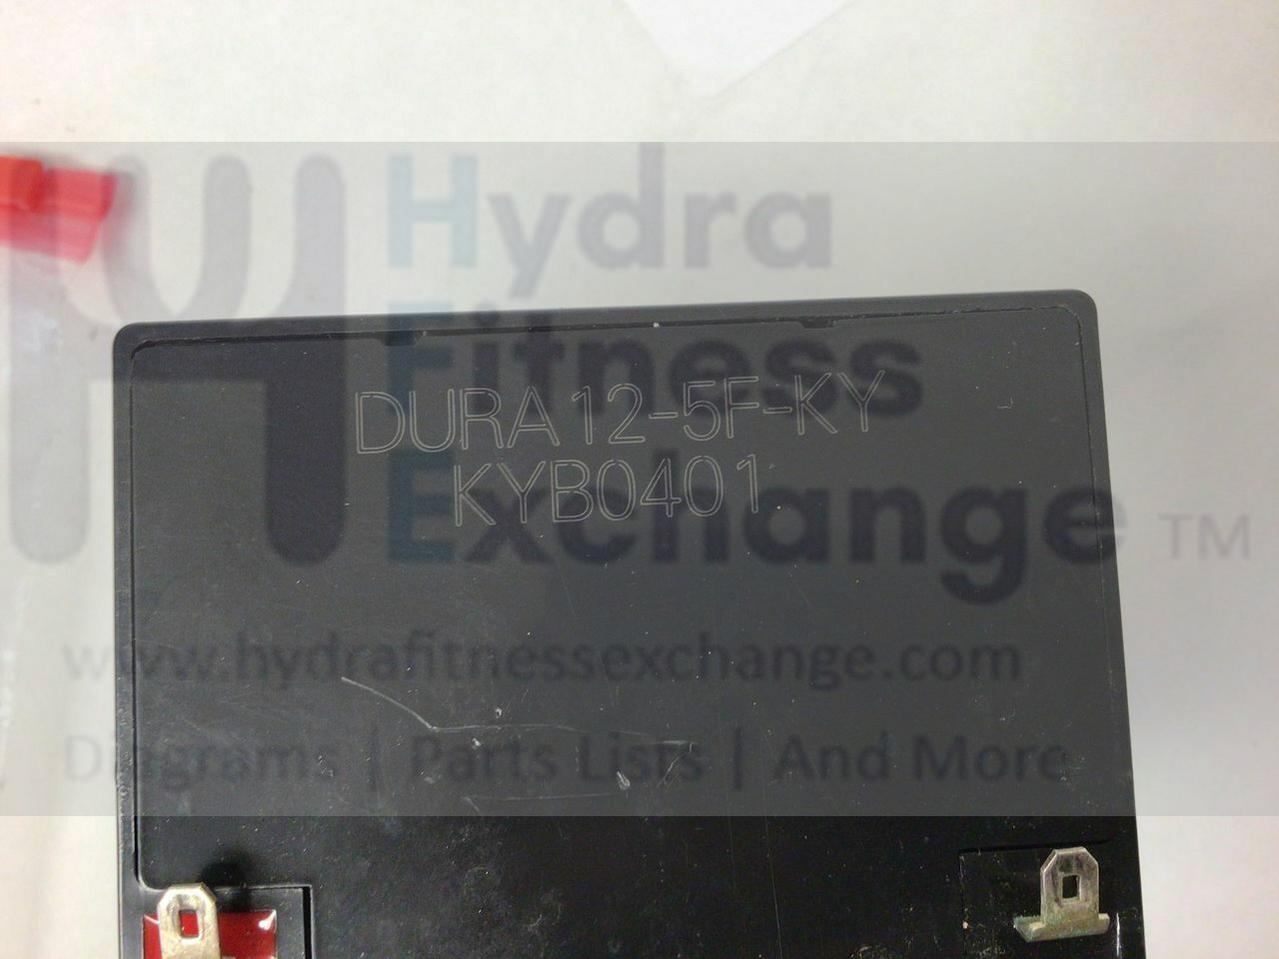 Hydra
Fitness
Exchange TM
DURA12-5F-KY
KYB0401
www.hydrafitnessexchange.com
Diagrams | Parts Lists | And More